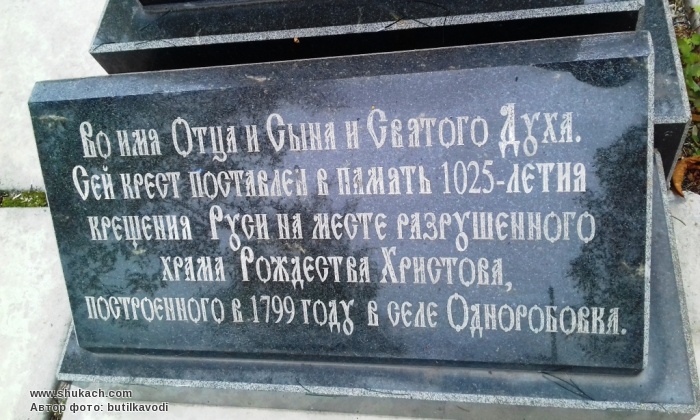 Во имя Отца и Сына и Святого Духа.
Сей крест поставлен в память 1025-летия
крещения Руси на месте разрушенного
храма Рождества Христова,
построенного в 1799 году в селе Одноробовка.
www.shukach.com
Автор фото: butilkavodi